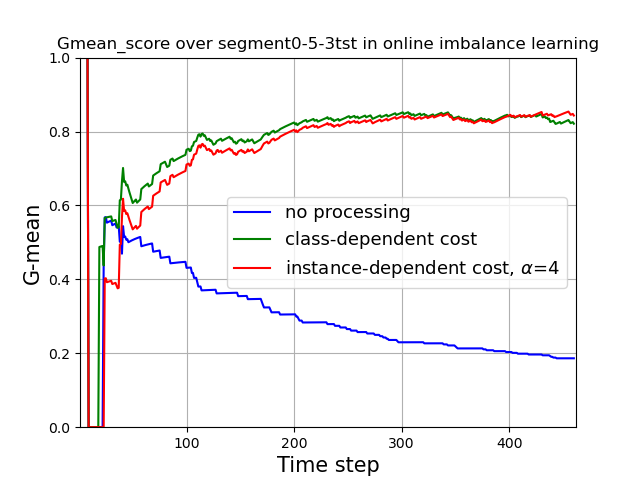 Gmean_score over segment0-5-3tst in online imbalance learning
1.0
0.8
0.6
0.4
0.2
0.0
G-mean
no processing
class-dependent cost
instance-dependent cost, α=4
100
200
300
400
Time step